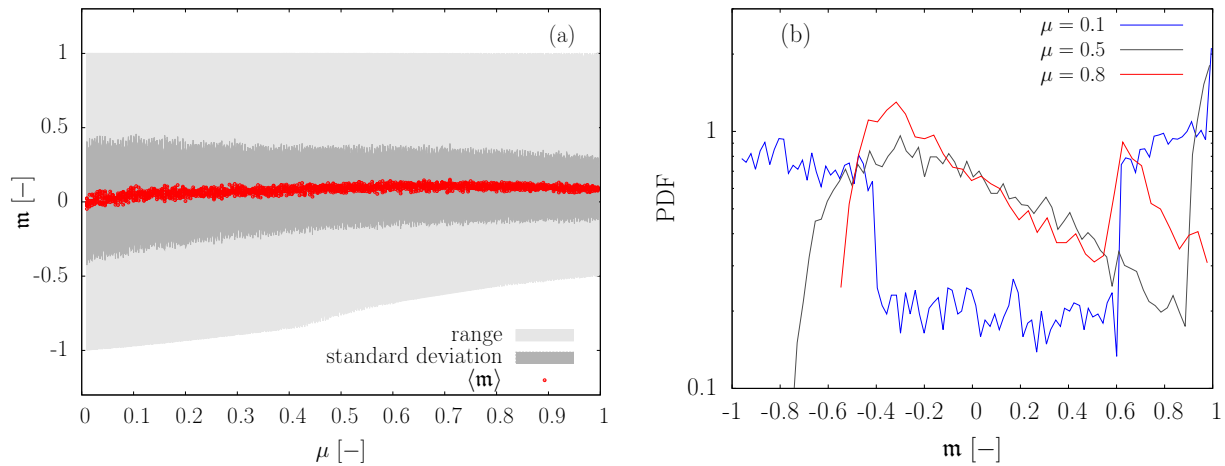 (a)
1
0.5
0
-0.5
-1
𝔪 [−]
range
standard deviation
⟨𝔪⟩
0 0.1 0.2 0.3 0.4 0.5 0.6 0.7 0.8 0.9 1
μ [−]
(b)
μ = 0.1
μ = 0.5
μ = 0.8
1
0.1
PDF
-1 -0.8 -0.6 -0.4 -0.2 0 0.2 0.4 0.6 0.8 1
𝔪 [−]